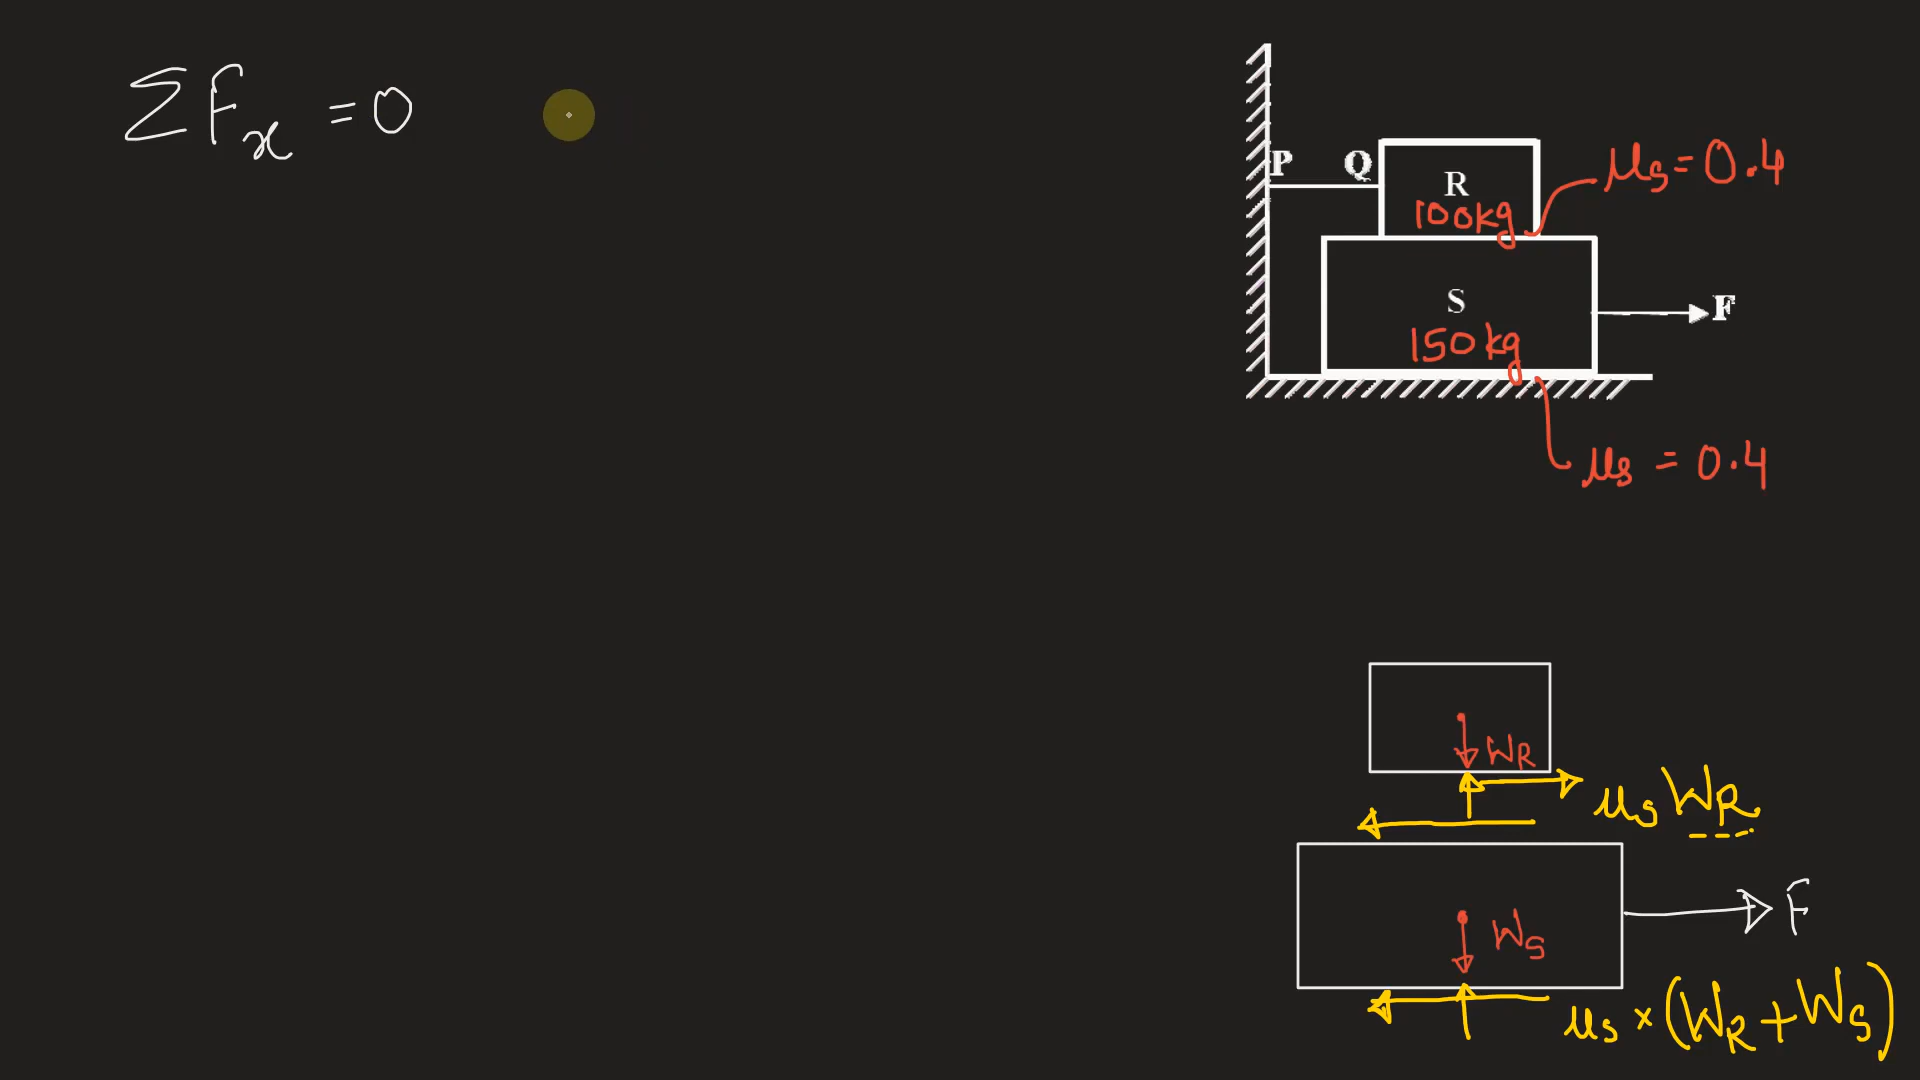 ΣFx = 0
P Q R
100kg
μs = 0.4
S
150kg
F
μs = 0.4
WR
μs WR
F
WS
μs × (WR + WS)